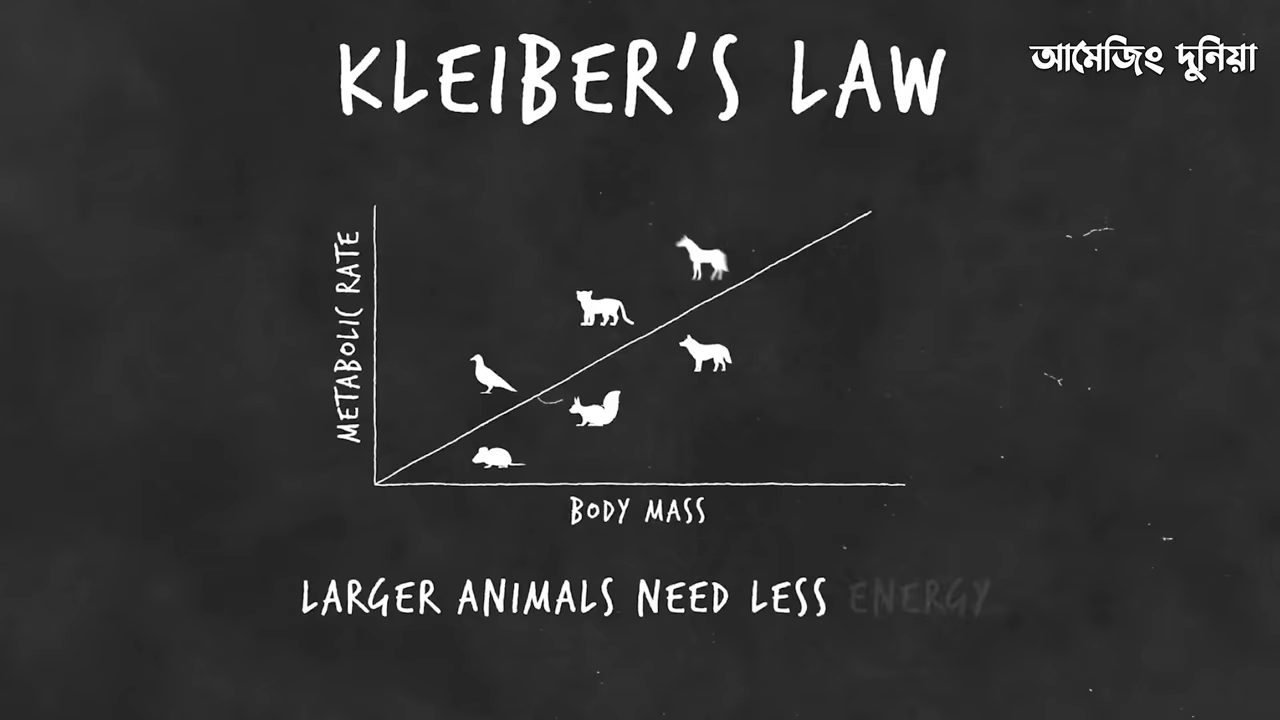 KLEIBER'S LAW
আমেজিং দুনিয়া
METABOLIC RATE
BODY MASS
LARGER ANIMALS NEED LESS ENERGY